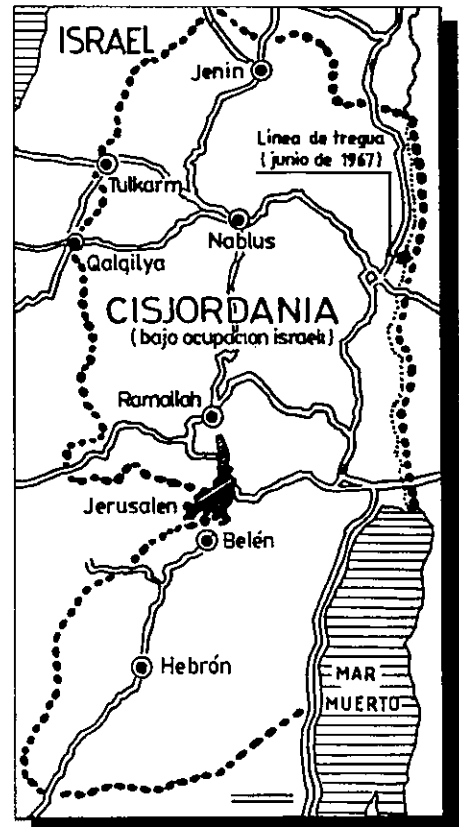 ISRAEL
Jenin
Línea de tregua
(junio de 1967)
Tulkarm
Nablus
Qalqilya
CISJORDANIA
(bajo ocupacion israelí)
Ramallah
Jerusalen
Belén
Hebrón
MAR
MUERTO